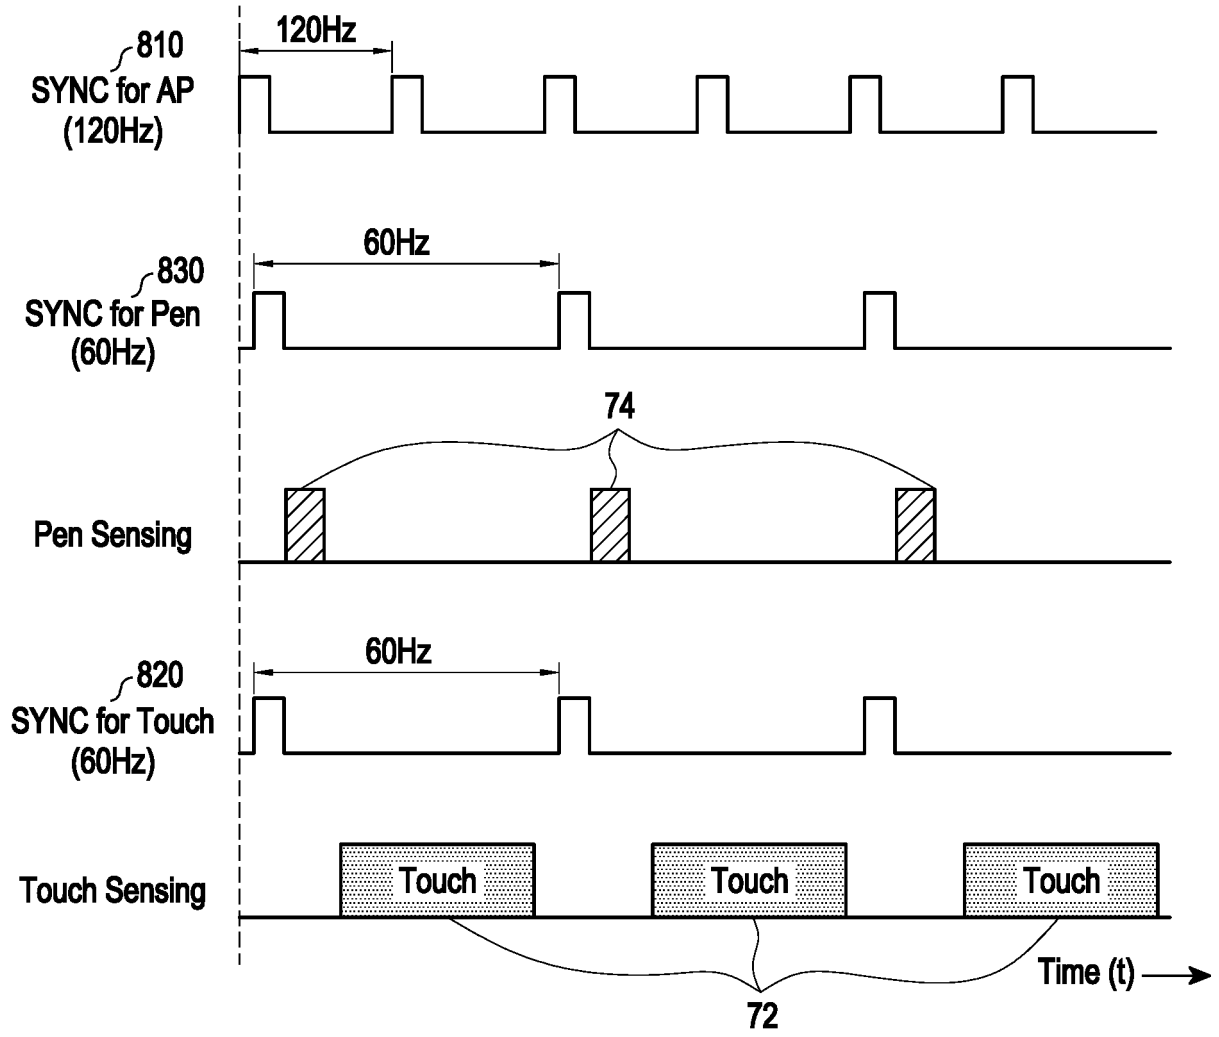 120Hz
810
SYNC for AP
(120Hz)
60Hz
830
SYNC for Pen
(60Hz)
74
Pen Sensing
60Hz
820
SYNC for Touch
(60Hz)
Touch Sensing
Touch
Touch
Touch
Time (t)
72